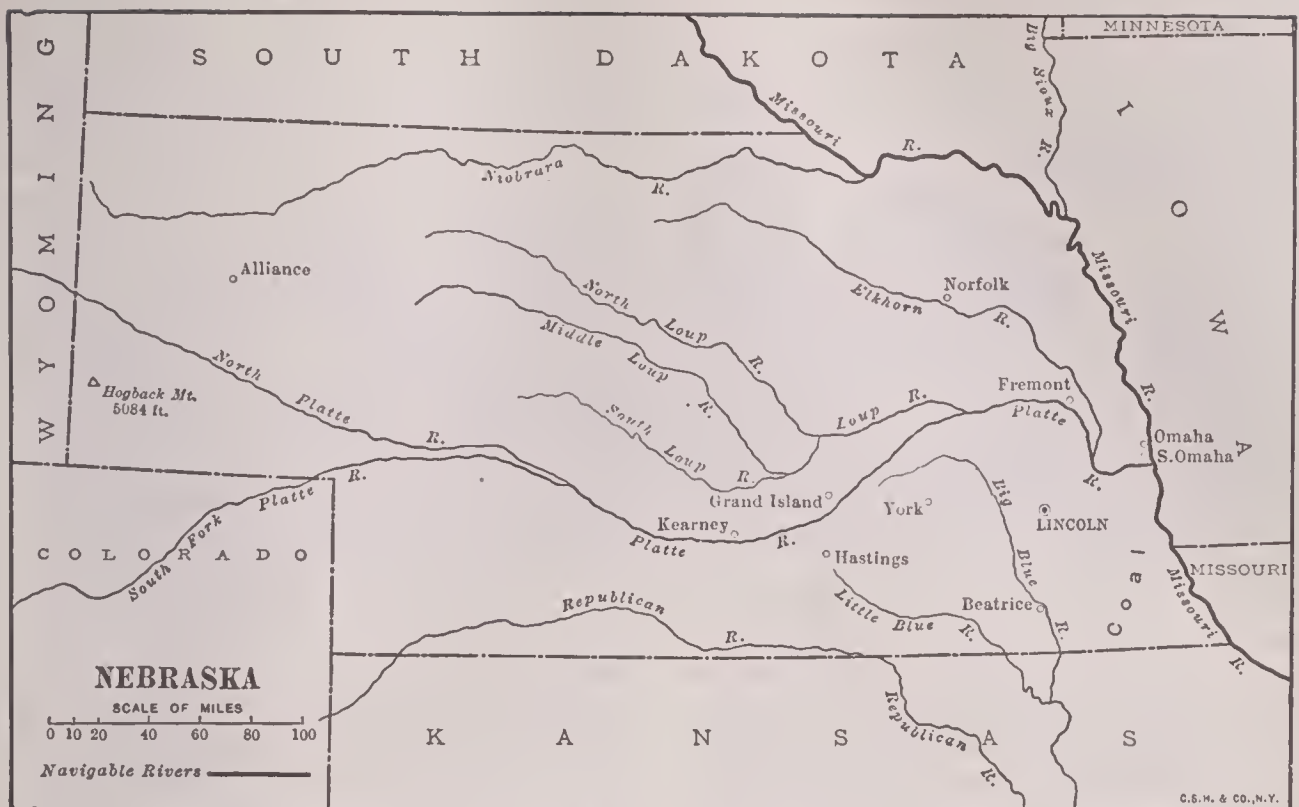 MINNESOTA
SOUTH DAKOTA
Big Sioux R.
WYOMING
IOWA
Missouri R.
Niobrara R.
Alliance
North Loup R.
Middle Loup R.
South Loup R.
Loup R.
Elkhorn R.
Norfolk
Missouri R.
Hogback Mt.
5084 ft.
North Platte R.
Fremont
Platte R.
Omaha
S. Omaha
South Fork Platte R.
Grand Island
York
Big Blue R.
LINCOLN
Kearney
Platte R.
Hastings
COLORADO
Coal
MISSOURI
Missouri R.
Republican R.
Little Blue R.
Beatrice
Republican R.
KANSAS
NEBRASKA
SCALE OF MILES
0 10 20 40 60 80 100
Navigable Rivers
C.S.H. & CO., N.Y.